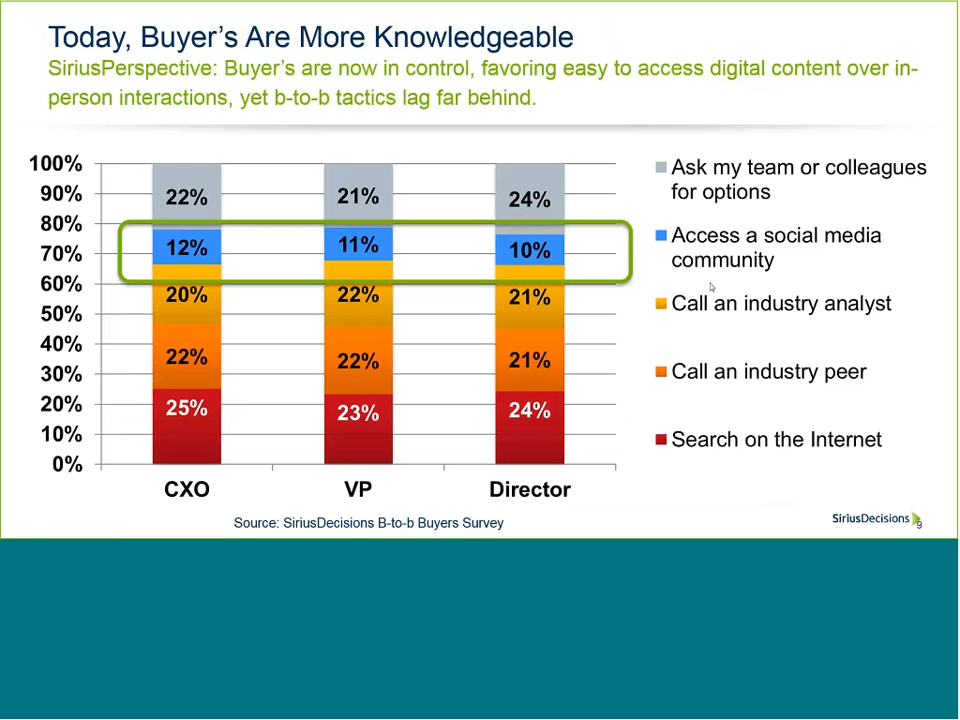 Today, Buyer's Are More Knowledgeable
SiriusPerspective: Buyer's are now in control, favoring easy to access digital content over in-
person interactions, yet b-to-b tactics lag far behind.
100%
90%
80%
70%
60%
50%
40%
30%
20%
10%
0%
22%
12%
20%
22%
25%
21%
11%
22%
22%
23%
24%
10%
21%
21%
24%
CXO
VP
Director
Ask my team or colleagues
for options
Access a social media
community
Call an industry analyst
Call an industry peer
Search on the Internet
Source: SiriusDecisions B-to-b Buyers Survey
SiriusDecisions
9